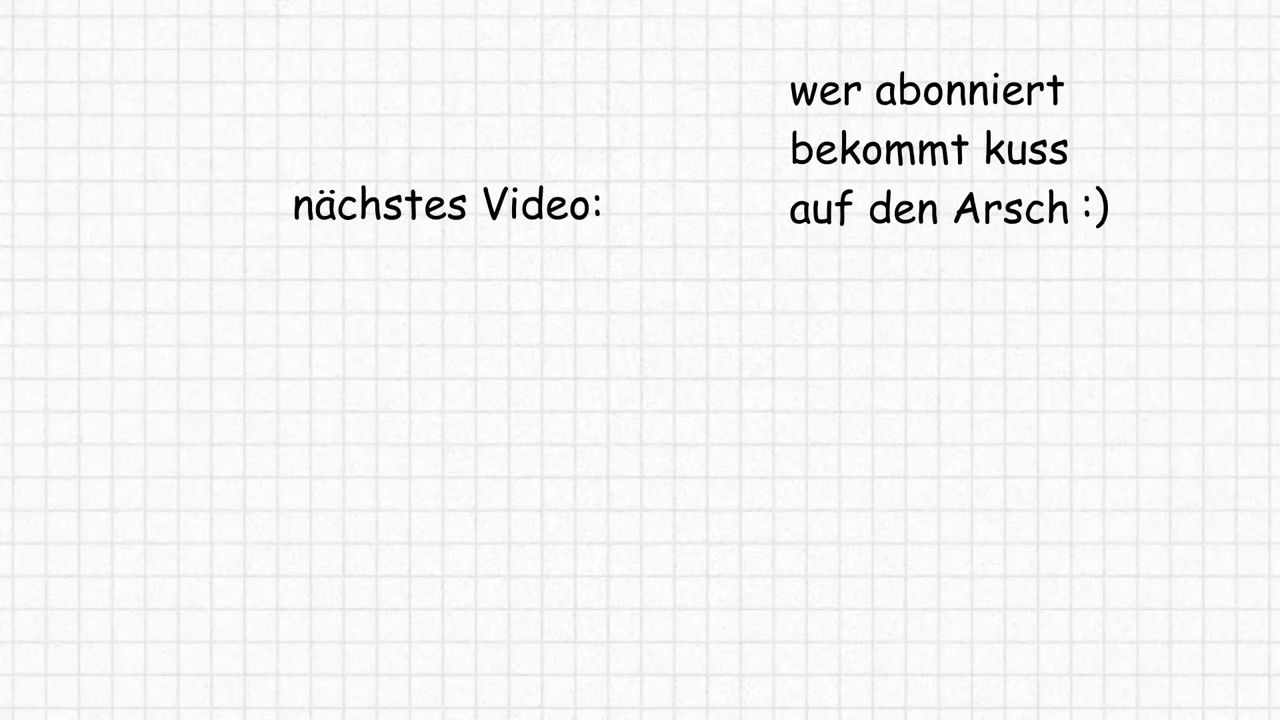 nächstes Video:
wer abonniert
bekommt kuss
auf den Arsch :)